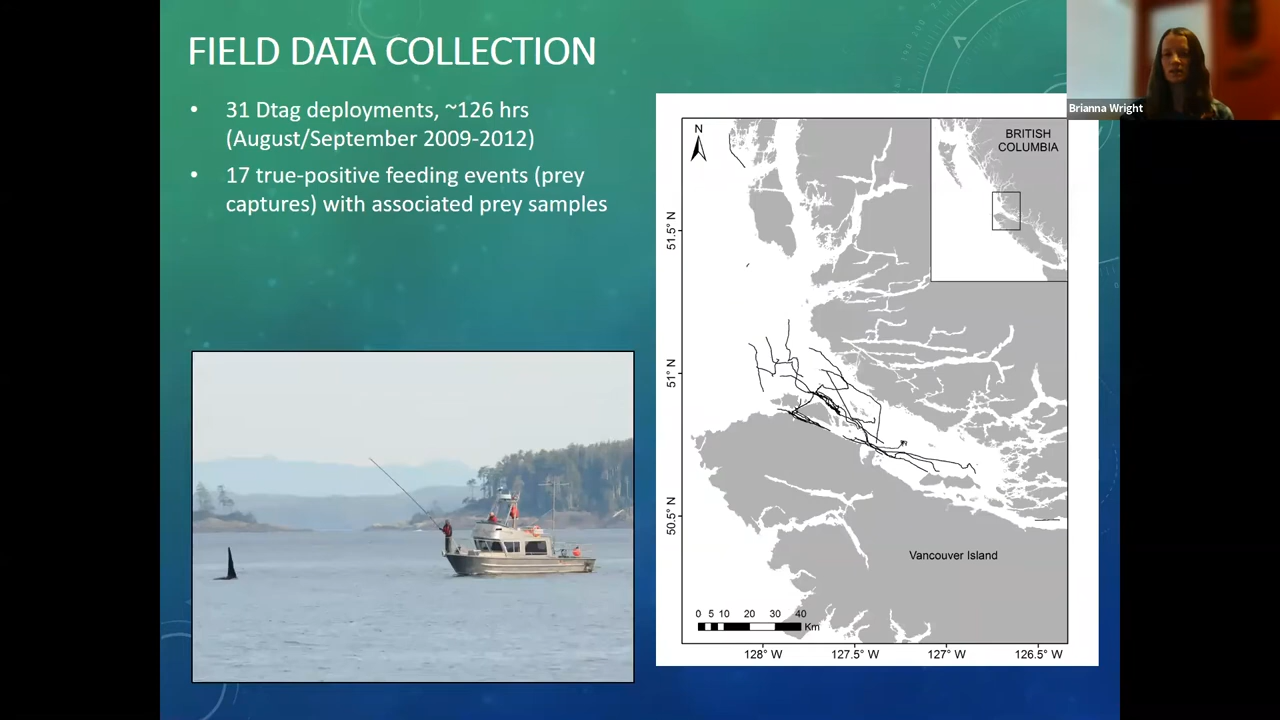 FIELD DATA COLLECTION
• 31 Dtag deployments, ~126 hrs
(August/September 2009-2012)
• 17 true-positive feeding events (prey
captures) with associated prey samples
Brianna Wright
N
BRITISH
COLUMBIA
51.5° N
51° N
50.5° N
Vancouver Island
0 5 10 20 30 40
Km
128° W 127.5° W 127° W 126.5° W